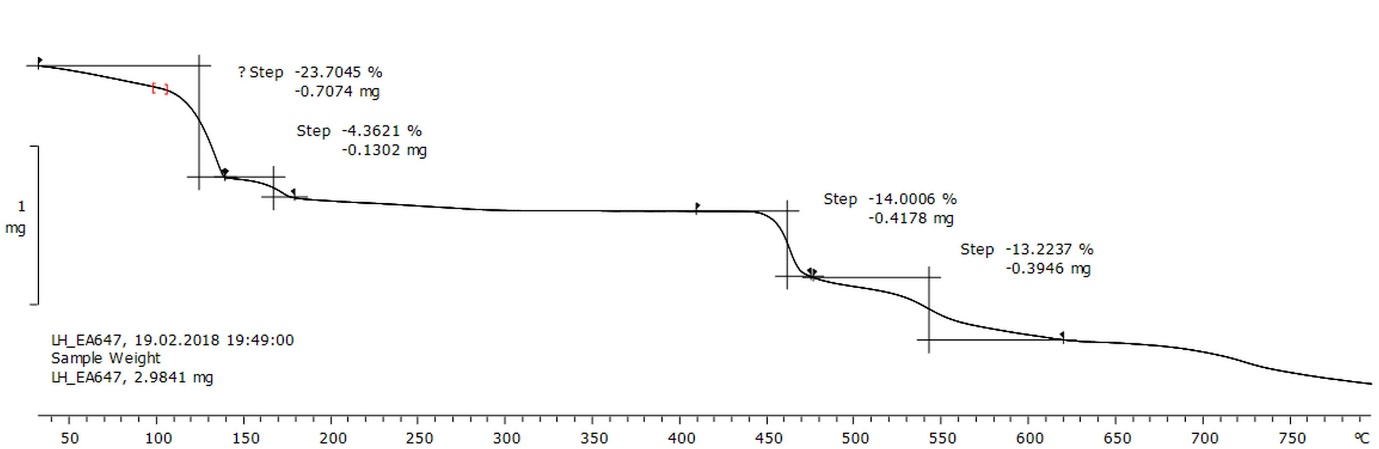 ? Step -23.7045 %
-0.7074 mg
Step -4.3621 %
-0.1302 mg
Step -14.0006 %
-0.4178 mg
Step -13.2237 %
-0.3946 mg
1
mg
LH_EA647, 19.02.2018 19:49:00
Sample Weight
LH_EA647, 2.9841 mg
50 100 150 200 250 300 350 400 450 500 550 600 650 700 750 °C